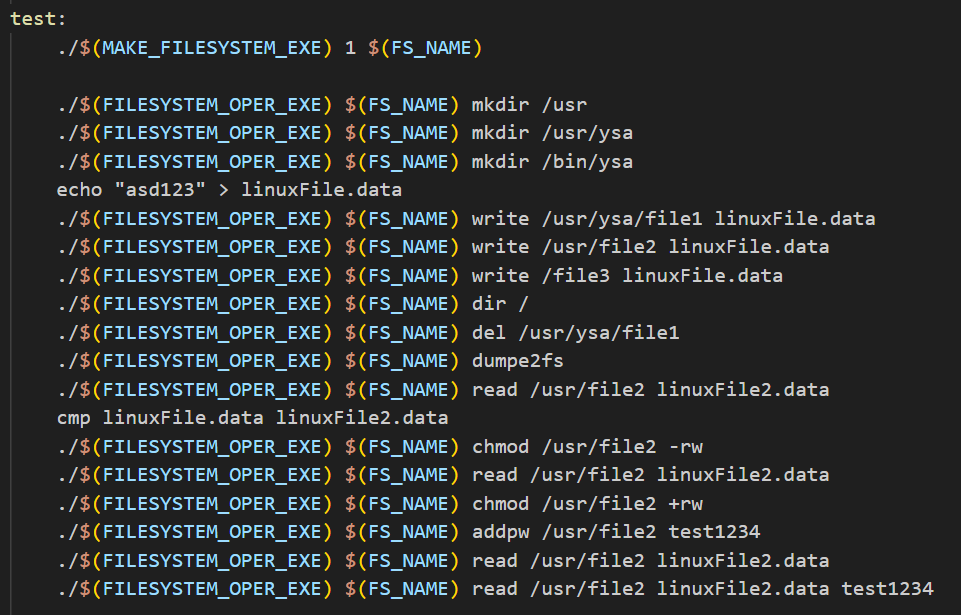 test:
./$(MAKE_FILESYSTEM_EXE) 1 $(FS_NAME)
./$(FILESYSTEM_OPER_EXE) $(FS_NAME) mkdir /usr
./$(FILESYSTEM_OPER_EXE) $(FS_NAME) mkdir /usr/ysa
./$(FILESYSTEM_OPER_EXE) $(FS_NAME) mkdir /bin/ysa
echo "asd123" > linuxFile.data
./$(FILESYSTEM_OPER_EXE) $(FS_NAME) write /usr/ysa/file1 linuxFile.data
./$(FILESYSTEM_OPER_EXE) $(FS_NAME) write /usr/file2 linuxFile.data
./$(FILESYSTEM_OPER_EXE) $(FS_NAME) write /file3 linuxFile.data
./$(FILESYSTEM_OPER_EXE) $(FS_NAME) dir /
./$(FILESYSTEM_OPER_EXE) $(FS_NAME) del /usr/ysa/file1
./$(FILESYSTEM_OPER_EXE) $(FS_NAME) dumpe2fs
./$(FILESYSTEM_OPER_EXE) $(FS_NAME) read /usr/file2 linuxFile2.data
cmp linuxFile.data linuxFile2.data
./$(FILESYSTEM_OPER_EXE) $(FS_NAME) chmod /usr/file2 -rw
./$(FILESYSTEM_OPER_EXE) $(FS_NAME) read /usr/file2 linuxFile2.data
./$(FILESYSTEM_OPER_EXE) $(FS_NAME) chmod /usr/file2 +rw
./$(FILESYSTEM_OPER_EXE) $(FS_NAME) addpw /usr/file2 test1234
./$(FILESYSTEM_OPER_EXE) $(FS_NAME) read /usr/file2 linuxFile2.data
./$(FILESYSTEM_OPER_EXE) $(FS_NAME) read /usr/file2 linuxFile2.data test1234